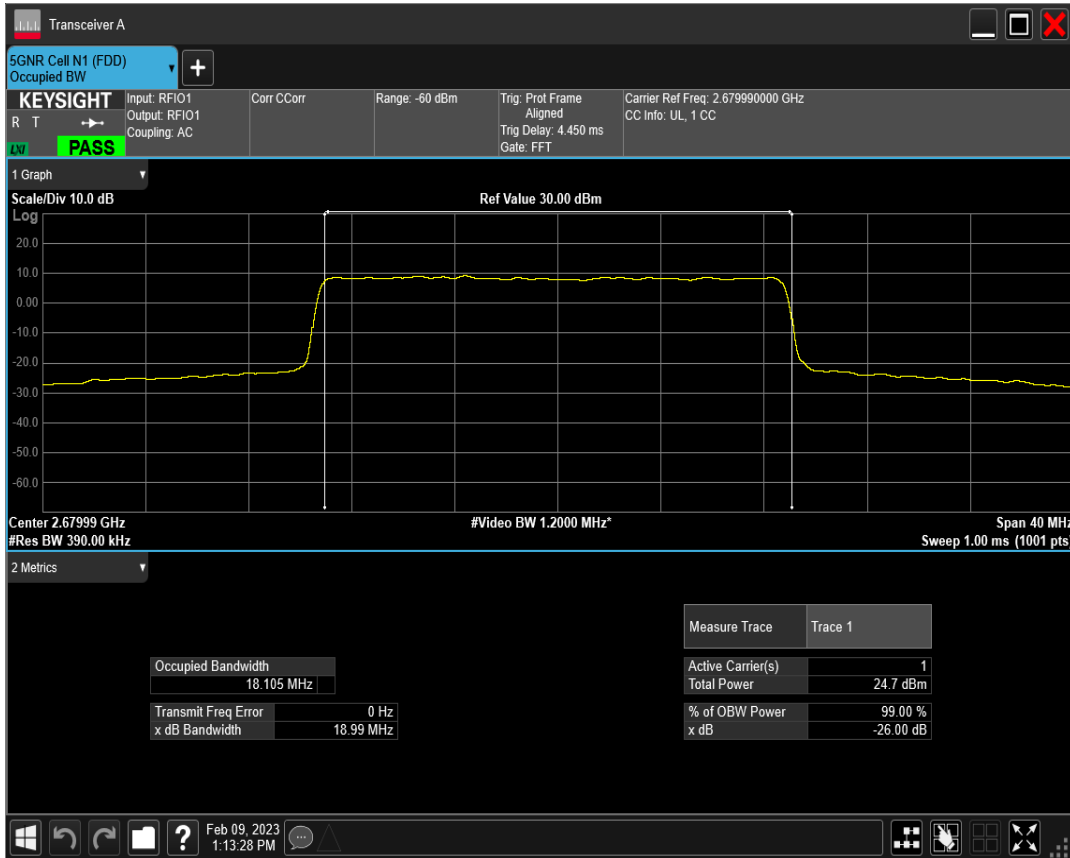 Transceiver A
5GNR Cell N1 (FDD)
Occupied BW
+
KEYSIGHT
R T
LXI
PASS
Input: RFIO1
Output: RFIO1
Coupling: AC
Corr CCorr
Range: -60 dBm
Trig: Prot Frame
Aligned
Trig Delay: 4.450 ms
Gate: FFT
Carrier Ref Freq: 2.679990000 GHz
CC Info: UL, 1 CC
1 Graph
Scale/Div 10.0 dB
Ref Value 30.00 dBm
Log
20.0
10.0
0.00
-10.0
-20.0
-30.0
-40.0
-50.0
-60.0
Center 2.67999 GHz
#Video BW 1.2000 MHz*
Span 40 MHz
#Res BW 390.00 kHz
Sweep 1.00 ms (1001 pts)
2 Metrics
Measure Trace Trace 1
Occupied Bandwidth
18.105 MHz
Transmit Freq Error 0 Hz
x dB Bandwidth 18.99 MHz
Active Carrier(s) 1
Total Power 24.7 dBm
% of OBW Power 99.00 %
x dB -26.00 dB
?
Feb 09, 2023
1:13:28 PM